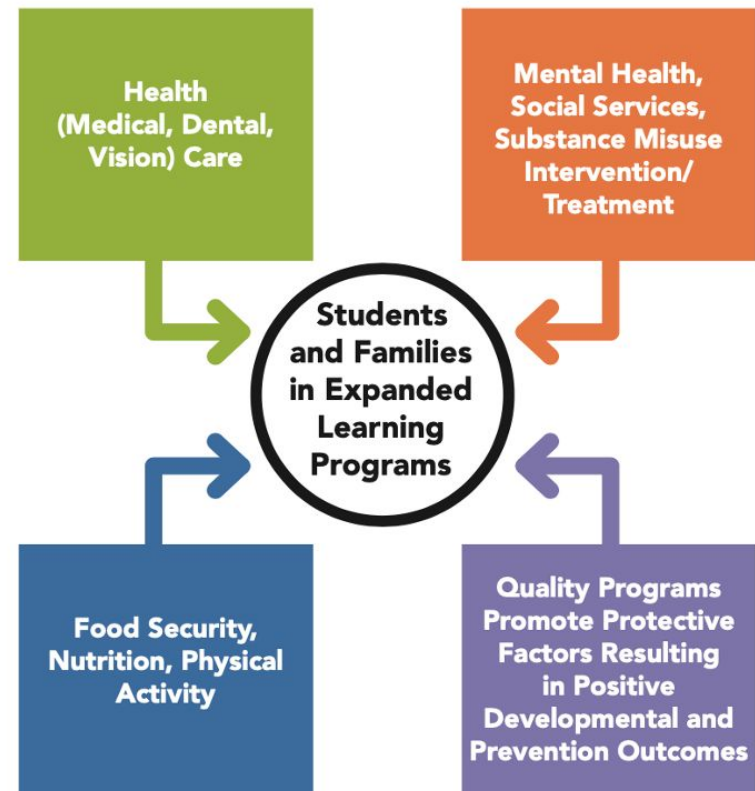 Health
(Medical, Dental,
Vision) Care
Mental Health,
Social Services,
Substance Misuse
Intervention/
Treatment
Students
and Families
in Expanded
Learning
Programs
Food Security,
Nutrition, Physical
Activity
Quality Programs
Promote Protective
Factors Resulting
in Positive
Developmental and
Prevention Outcomes